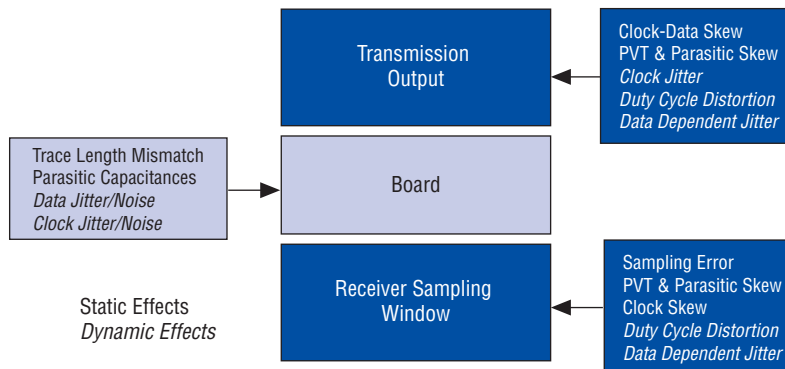 Transmission
Output
Clock-Data Skew
PVT & Parasitic Skew
Clock Jitter
Duty Cycle Distortion
Data Dependent Jitter
Trace Length Mismatch
Parasitic Capacitances
Data Jitter/Noise
Clock Jitter/Noise
Board
Receiver Sampling
Window
Sampling Error
PVT & Parasitic Skew
Clock Skew
Duty Cycle Distortion
Data Dependent Jitter
Static Effects
Dynamic Effects